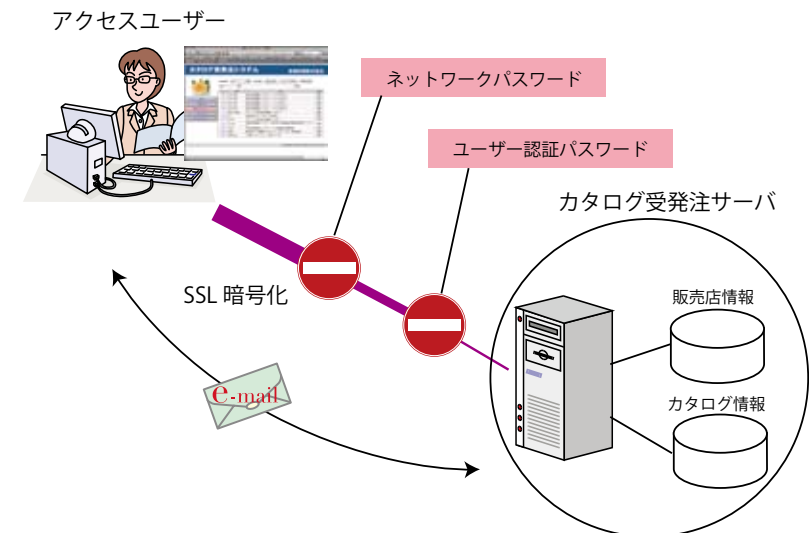 アクセスユーザー
ネットワークパスワード
ユーザー認証パスワード
カタログ受発注サーバ
SSL 暗号化
販売店情報
カタログ情報
e-mail